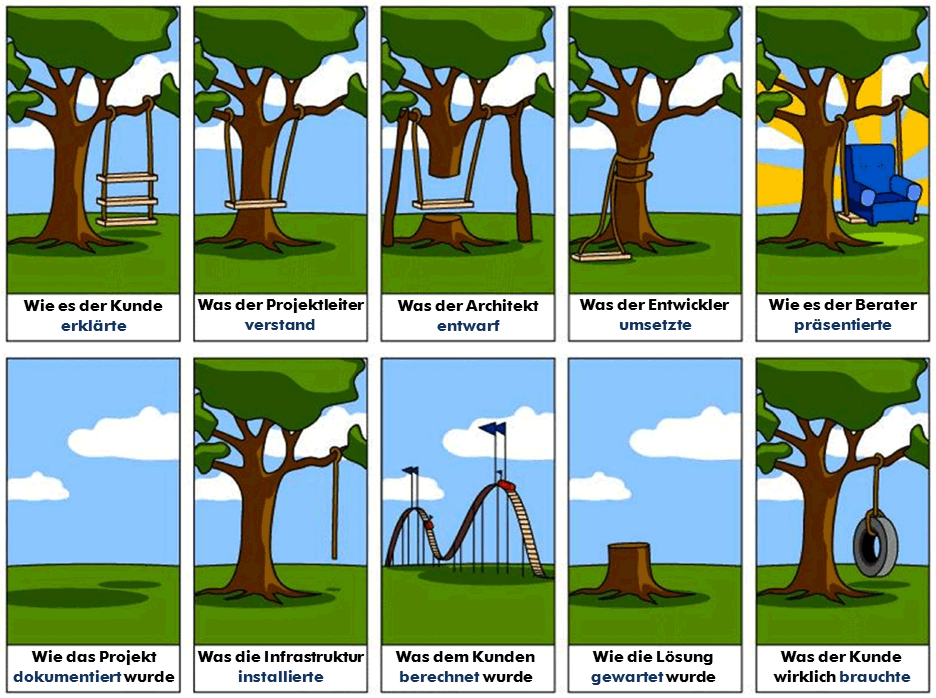 Wie es der Kunde
erklärte
Was der Projektleiter
verstand
Was der Architekt
entwarf
Was der Entwickler
umsetzte
Wie es der Berater
präsentierte
Wie das Projekt
dokumentiert wurde
Was die Infrastruktur
installierte
Was dem Kunden
berechnet wurde
Wie die Lösung
gewartet wurde
Was der Kunde
wirklich brauchte